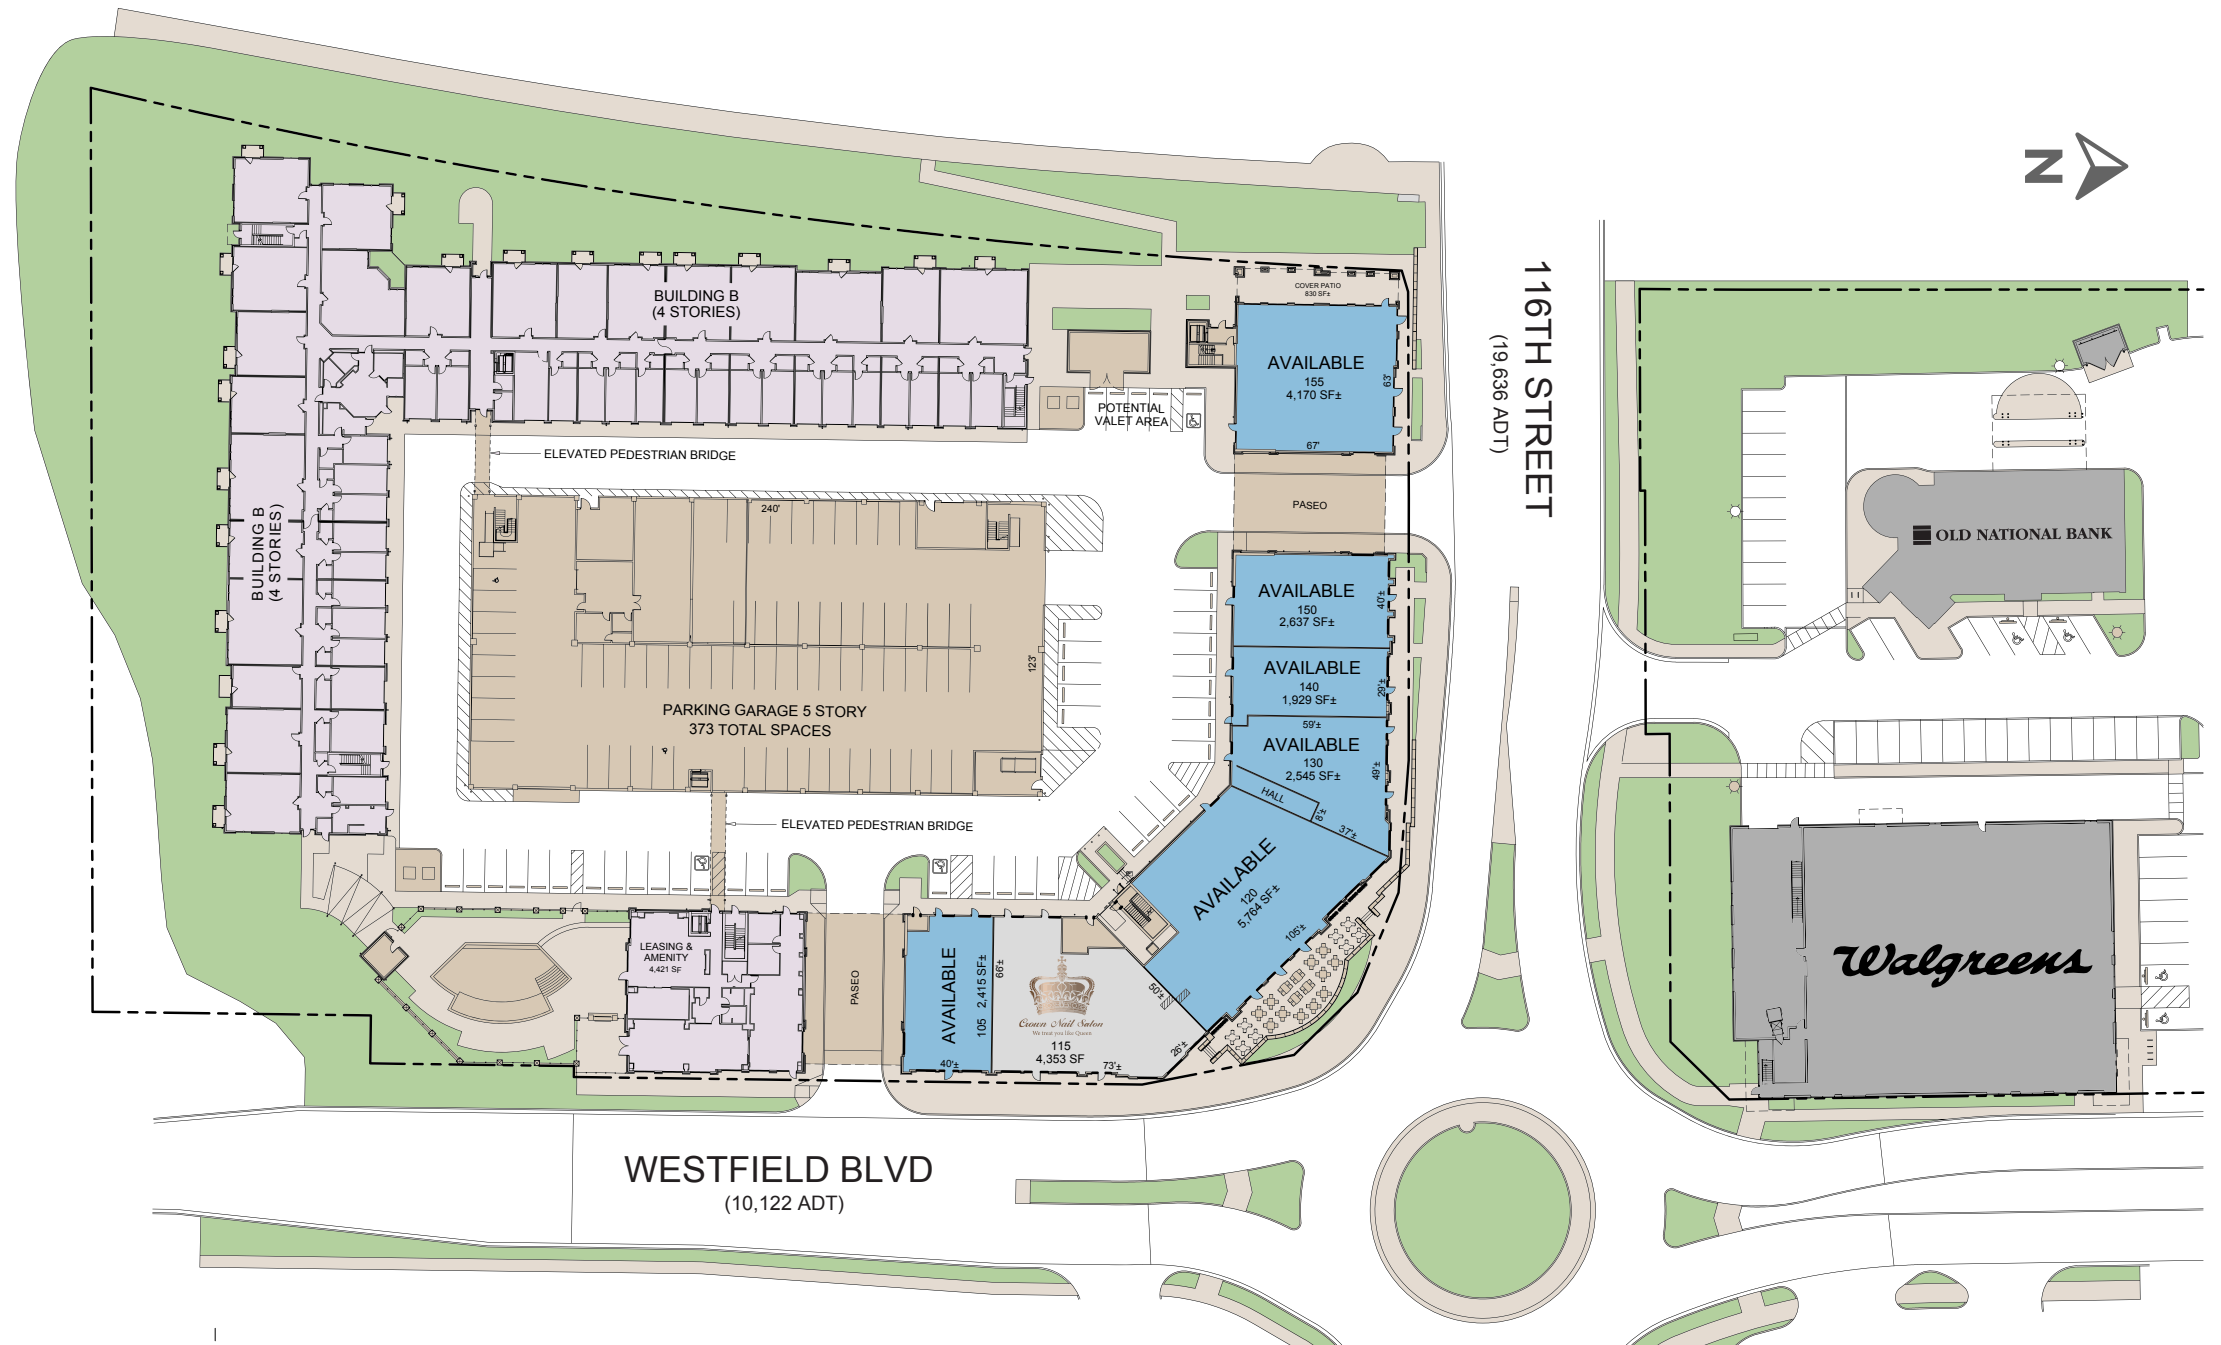 N
116TH STREET
(19,636 ADT)
COVER PATIO
830 SF±
BUILDING B
(4 STORIES)
AVAILABLE
155
4,170 SF±
63'
67'
POTENTIAL
VALET AREA
ELEVATED PEDESTRIAN BRIDGE
PASEO
240'
OLD NATIONAL BANK
BUILDING B
(4 STORIES)
AVAILABLE
150
2,637 SF±
40'±
AVAILABLE
140
1,929 SF±
29'±
123'
PARKING GARAGE 5 STORY
373 TOTAL SPACES
59'±
AVAILABLE
130
2,545 SF±
49'±
HALL
8'±
37'±
ELEVATED PEDESTRIAN BRIDGE
AVAILABLE
120
5,764 SF±
105'±
LEASING &
AMENITY
4,421 SF
PASEO
AVAILABLE
105 2,415 SF±
66'±
40'±
50'±
Crown Nail Salon
We treat you like Queen
115
4,353 SF
73'±
26'±
Walgreens
WESTFIELD BLVD
(10,122 ADT)